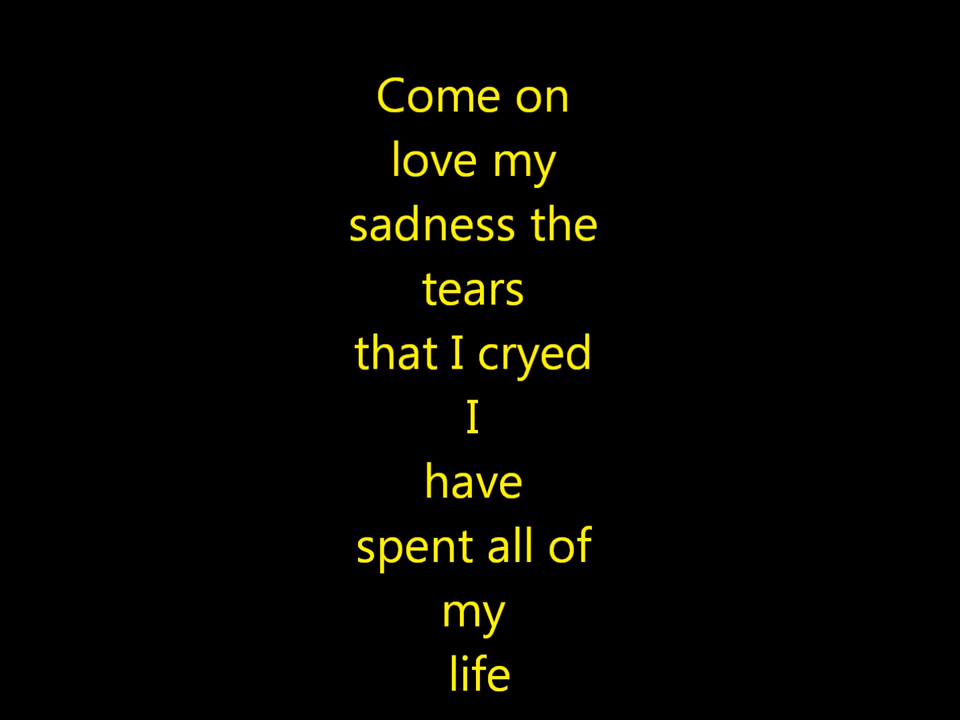 Come on
love my
sadness the
tears
that I cryed
I
have
spent all of
my
life